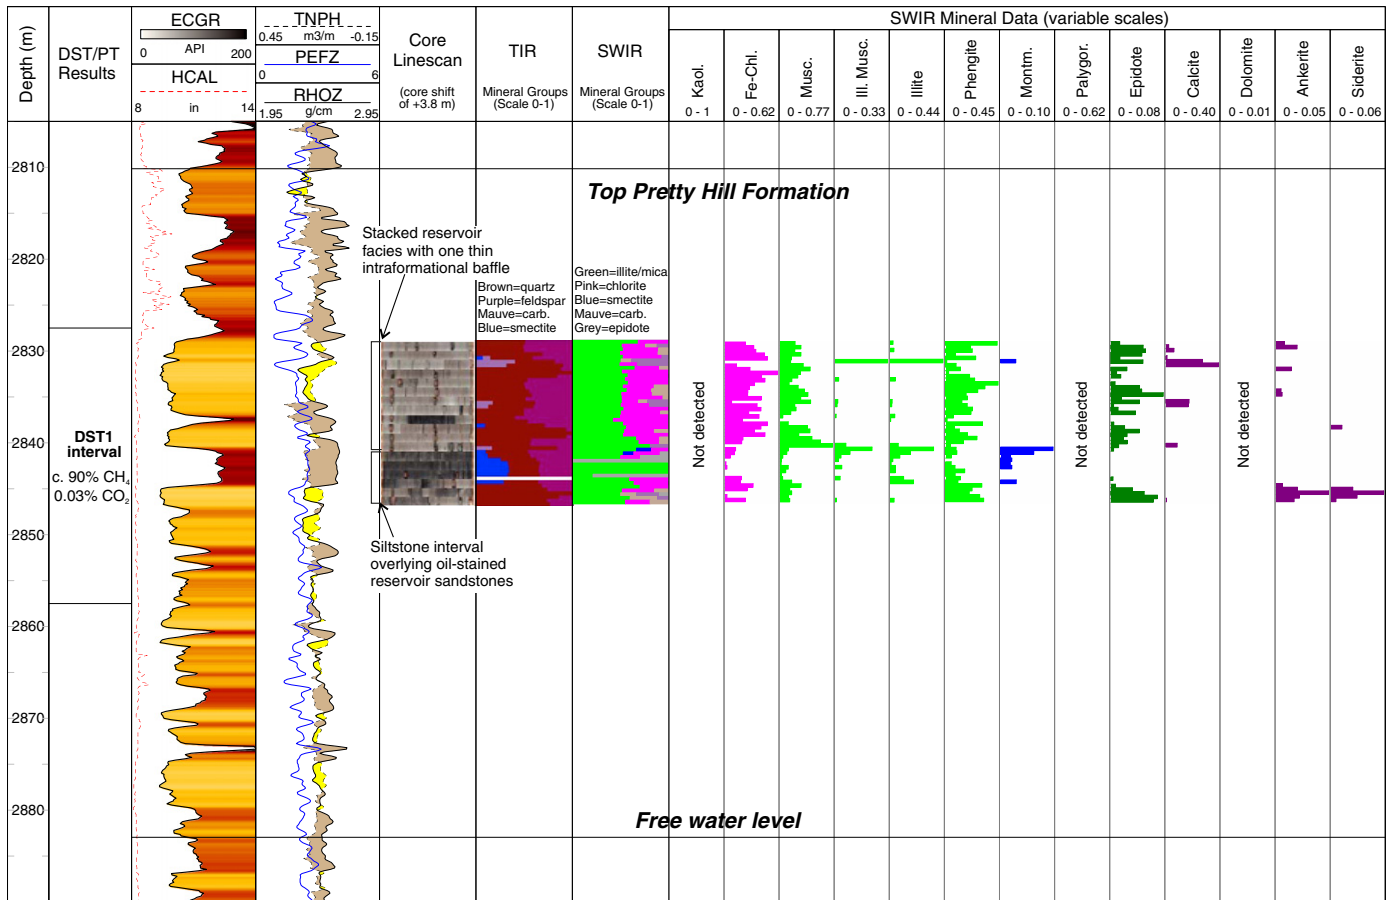 Depth (m)
DST/PT
Results
ECGR
0 API 200
HCAL
8 in 14
TNPH
0.45 m3/m -0.15
PEFZ
0 6
RHOZ
1.95 g/cm 2.95
Core
Linescan
(core shift
of +3.8 m)
TIR
Mineral Groups
(Scale 0-1)
SWIR
Mineral Groups
(Scale 0-1)
SWIR Mineral Data (variable scales)
Kaol.
0 - 1
Fe-Chl.
0 - 0.62
Musc.
0 - 0.77
Ill. Musc.
0 - 0.33
Illite
0 - 0.44
Phengite
0 - 0.45
Montm.
0 - 0.10
Palygor.
0 - 0.62
Epidote
0 - 0.08
Calcite
0 - 0.40
Dolomite
0 - 0.01
Ankerite
0 - 0.05
Siderite
0 - 0.06
2810
2820
2830
2840
2850
2860
2870
2880
Top Pretty Hill Formation
Stacked reservoir
facies with one thin
intraformational baffle
Brown=quartz
Purple=feldspar
Mauve=carb.
Blue=smectite
Green=illite/mica
Pink=chlorite
Blue=smectite
Mauve=carb.
Grey=epidote
DST1
interval
c. 90% CH4
0.03% CO2
Not detected
Not detected
Not detected
Siltstone interval
overlying oil-stained
reservoir sandstones
Free water level